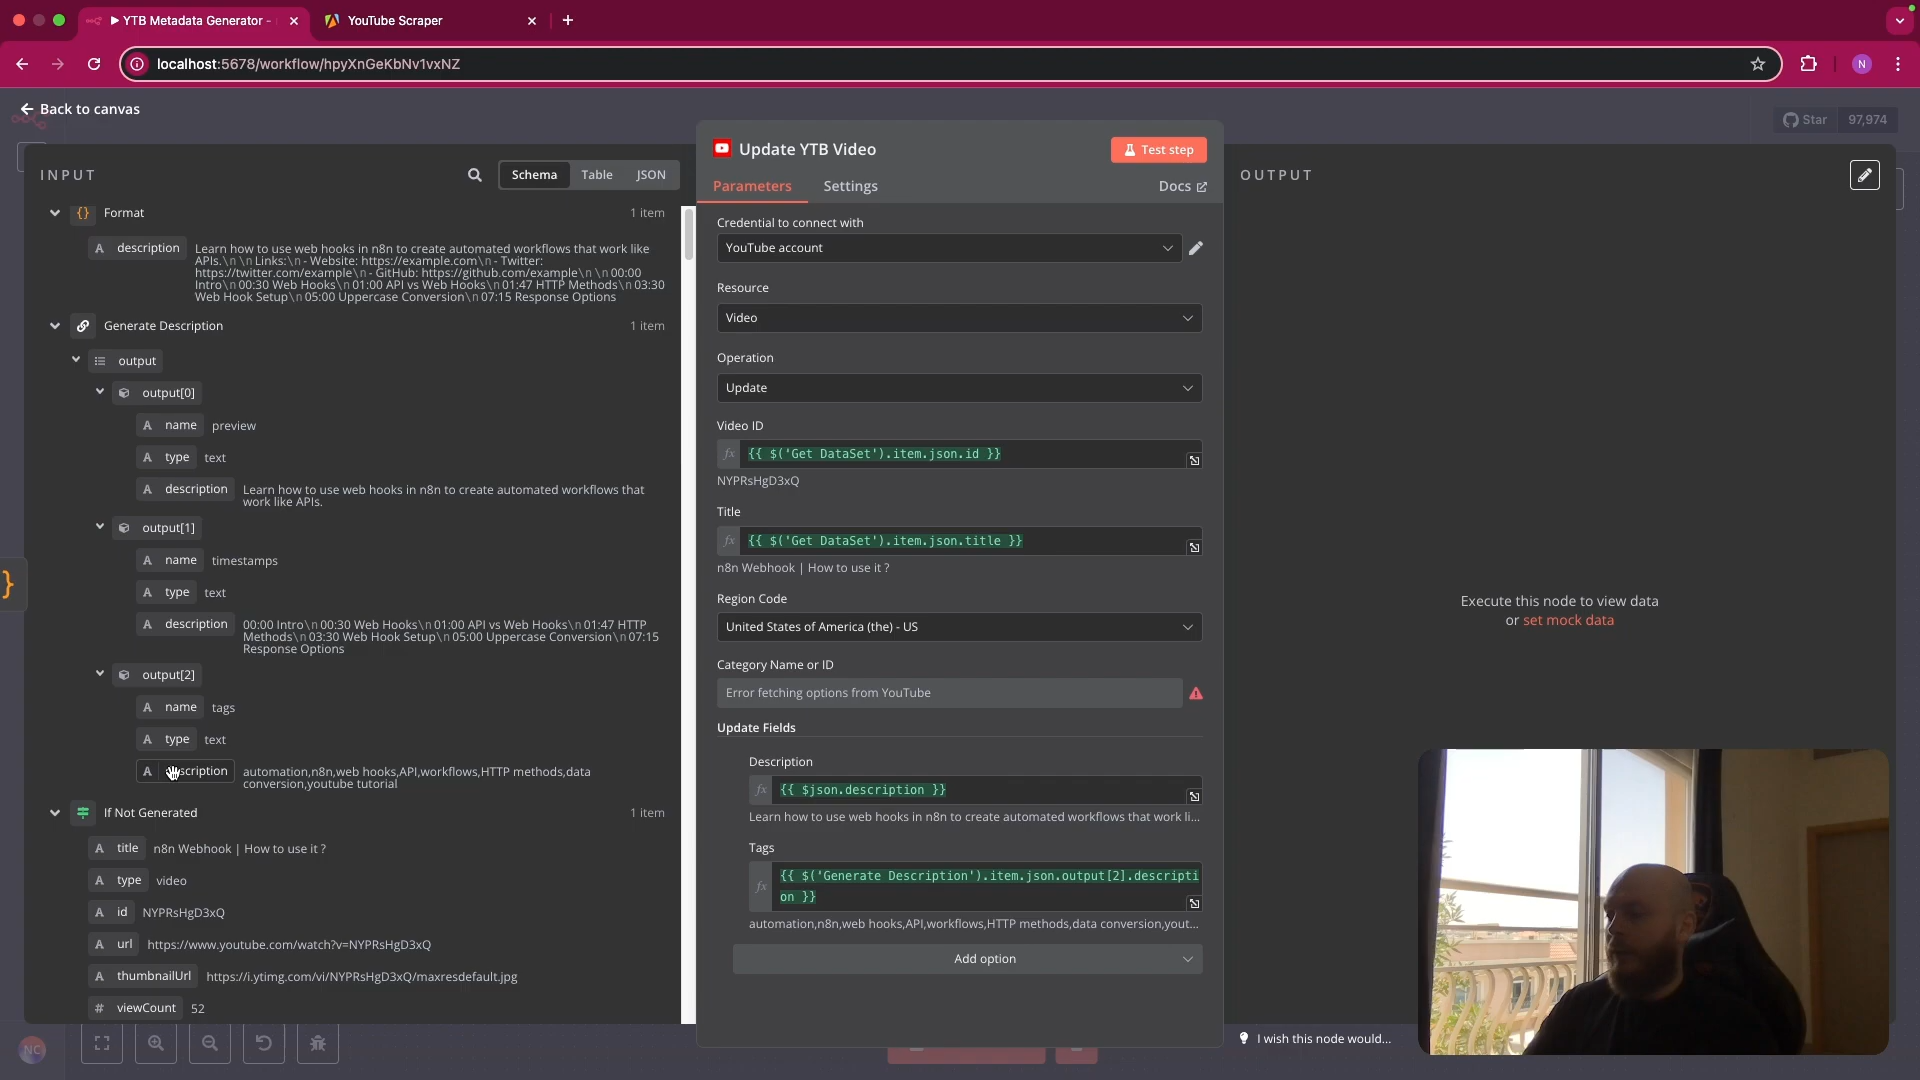 YTB Metadata Generator -
YouTube Scraper
localhost:5678/workflow/hpyXnGeKbNv1vxNZ
N
Back to canvas
Star 97,974
INPUT
Schema Table JSON
Format 1 item
A description Learn how to use web hooks in n8n to create automated workflows that work like
APIs.\n \n Links:\n - Website: https://example.com\n - Twitter:
https://twitter.com/example\n - GitHub: https://github.com/example\n \n 00:00
Intro\n 00:30 Web Hooks\n 01:00 API vs Web Hooks\n 01:47 HTTP Methods\n 03:30
Web Hook Setup\n 05:00 Uppercase Conversion\n 07:15 Response Options
Generate Description 1 item
output
output[0]
A name preview
A type text
A description Learn how to use web hooks in n8n to create automated workflows that
work like APIs.
output[1]
A name timestamps
A type text
A description 00:00 Intro\n 00:30 Web Hooks\n 01:00 API vs Web Hooks\n 01:47 HTTP
Methods\n 03:30 Web Hook Setup\n 05:00 Uppercase Conversion\n 07:15
Response Options
output[2]
A name tags
A type text
A description automation,n8n,web hooks,API,workflows,HTTP methods,data
conversion,youtube tutorial
If Not Generated 1 item
A title n8n Webhook | How to use it ?
A type video
A id NYPRsHgD3xQ
A url https://www.youtube.com/watch?v=NYPRsHgD3xQ
A thumbnailUrl https://i.ytimg.com/vi/NYPRsHgD3xQ/maxresdefault.jpg
# viewCount 52
NC
Update YTB Video
Test step
Parameters Settings Docs
Credential to connect with
YouTube account
Resource
Video
Operation
Update
Video ID
fx {{ $('Get DataSet').item.json.id }}
NYPRsHgD3xQ
Title
fx {{ $('Get DataSet').item.json.title }}
n8n Webhook | How to use it ?
Region Code
United States of America (the) - US
Category Name or ID
Error fetching options from YouTube
Update Fields
Description
fx {{ $json.description }}
Learn how to use web hooks in n8n to create automated workflows that work li...
Tags
fx {{ $('Generate Description').item.json.output[2].descripti
on }}
automation,n8n,web hooks,API,workflows,HTTP methods,data conversion,yout...
Add option
OUTPUT
Execute this node to view data
or set mock data
I wish this node would...